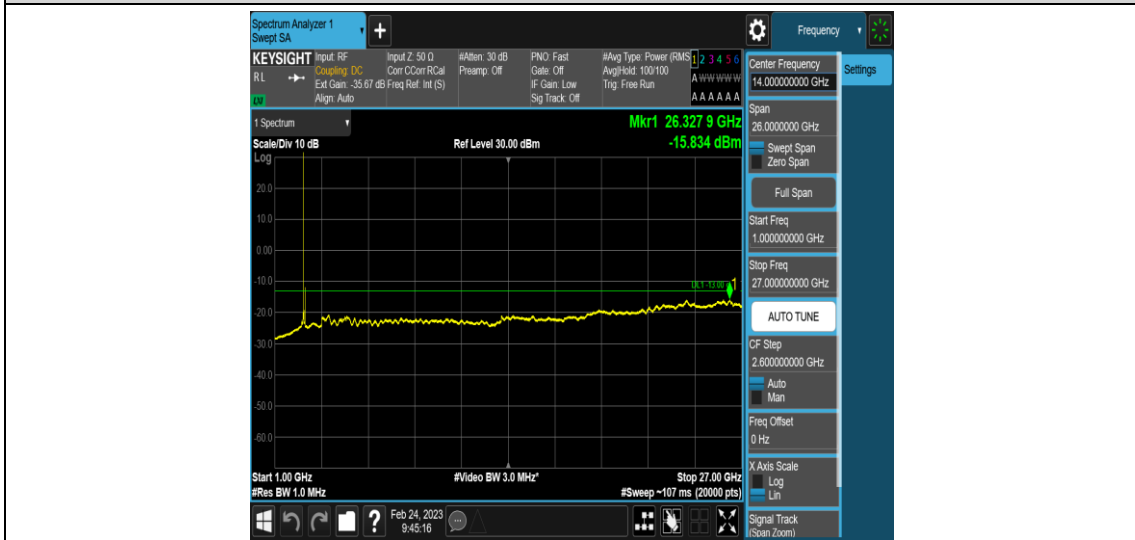 Spectrum Analyzer 1
Swept SA
+
Frequency
KEYSIGHT
RL
LXI
Input: RF
Coupling: DC
Ext Gain: -35.67 dB
Align: Auto
Input Z: 50 Ω
Corr CCorr RCal
Freq Ref: Int (S)
#Atten: 30 dB
Preamp: Off
PNO: Fast
Gate: Off
IF Gain: Low
Sig Track: Off
#Avg Type: Power (RMS
Avg|Hold: 100/100
Trig: Free Run
1 2 3 4 5 6
A W W W W W
A A A A A A
1 Spectrum
Mkr1 26.327 9 GHz
-15.834 dBm
Scale/Div 10 dB
Ref Level 30.00 dBm
Log
20.0
10.0
0.00
-10.0
-20.0
-30.0
-40.0
-50.0
-60.0
DL1 -13.00
1
Start 1.00 GHz
#Video BW 3.0 MHz*
Stop 27.00 GHz
#Res BW 1.0 MHz
#Sweep ~107 ms (20000 pts)
?
Feb 24, 2023
9:45:16
Center Frequency
14.000000000 GHz
Settings
Span
26.0000000 GHz
Swept Span
Zero Span
Full Span
Start Freq
1.000000000 GHz
Stop Freq
27.000000000 GHz
AUTO TUNE
CF Step
2.600000000 GHz
Auto
Man
Freq Offset
0 Hz
X Axis Scale
Log
Lin
Signal Track
(Span Zoom)